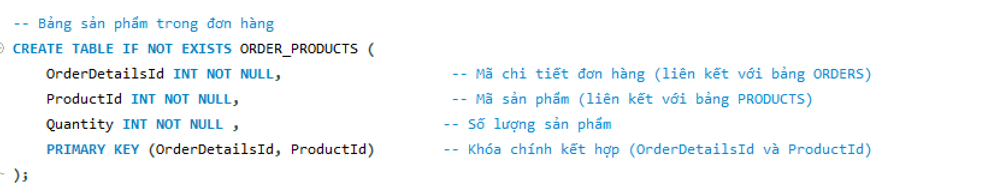 -- Bảng sản phẩm trong đơn hàng
CREATE TABLE IF NOT EXISTS ORDER_PRODUCTS (
OrderDetailsId INT NOT NULL, -- Mã chi tiết đơn hàng (liên kết với bảng ORDERS)
ProductId INT NOT NULL, -- Mã sản phẩm (liên kết với bảng PRODUCTS)
Quantity INT NOT NULL , -- Số lượng sản phẩm
PRIMARY KEY (OrderDetailsId, ProductId) -- Khóa chính kết hợp (OrderDetailsId và ProductId)
);